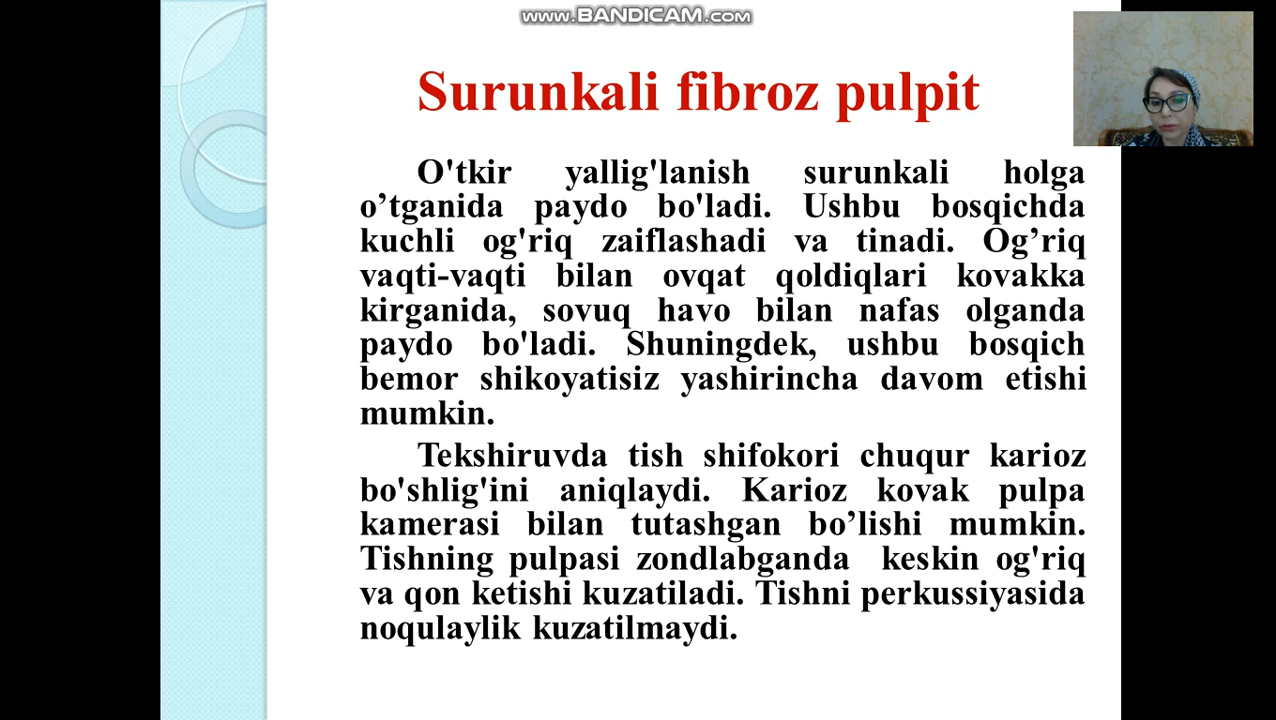 www.BANDICAM.com
Surunkali fibroz pulpit
O'tkir yallig'lanish surunkali holga
o’tganida paydo bo'ladi. Ushbu bosqichda
kuchli og'riq zaiflashadi va tinadi. Og’riq
vaqti-vaqti bilan ovqat qoldiqlari kovakka
kirganida, sovuq havo bilan nafas olganda
paydo bo'ladi. Shuningdek, ushbu bosqich
bemor shikoyatisiz yashirincha davom etishi
mumkin.
Tekshiruvda tish shifokori chuqur karioz
bo'shlig'ini aniqlaydi. Karioz kovak pulpa
kamerasi bilan tutashgan bo’lishi mumkin.
Tishning pulpasi zondlabganda keskin og'riq
va qon ketishi kuzatiladi. Tishni perkussiyasida
noqulaylik kuzatilmaydi.